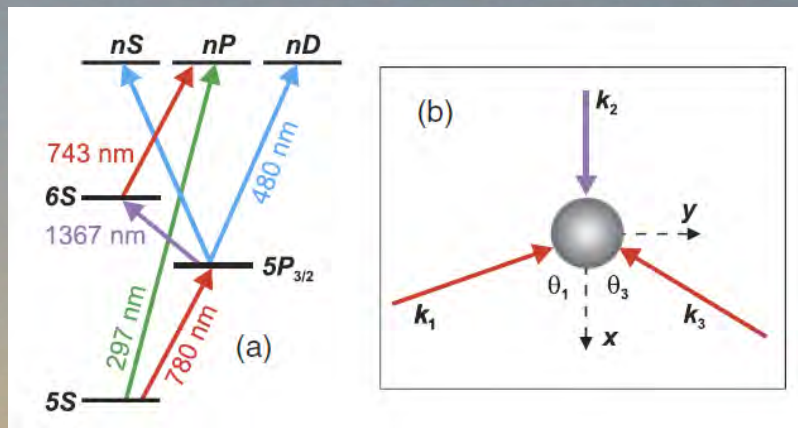 nS nP nD
743 nm
480 nm
6S
1367 nm
5P3/2
297 nm
780 nm
(a)
5S
(b)
k2
y
θ1 θ3
k1
k3
x